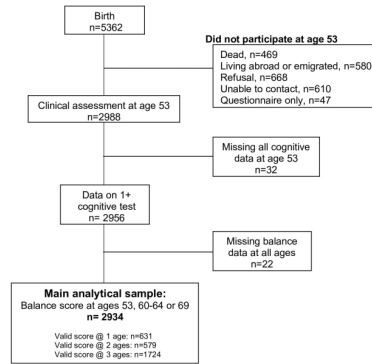 Birth
n=5362
Did not participate at age 53
Dead, n=469
Living abroad or emigrated, n=580
Refusal, n=668
Unable to contact, n=610
Questionnaire only, n=47
Clinical assessment at age 53
n=2988
Missing all cognitive
data at age 53
n=32
Data on 1+
cognitive test
n= 2956
Missing balance
data at all ages
n=22
Main analytical sample:
Balance score at ages 53, 60-64 or 69
n= 2934
Valid score @ 1 age: n=631
Valid score @ 2 ages: n=579
Valid score @ 3 ages: n=1724